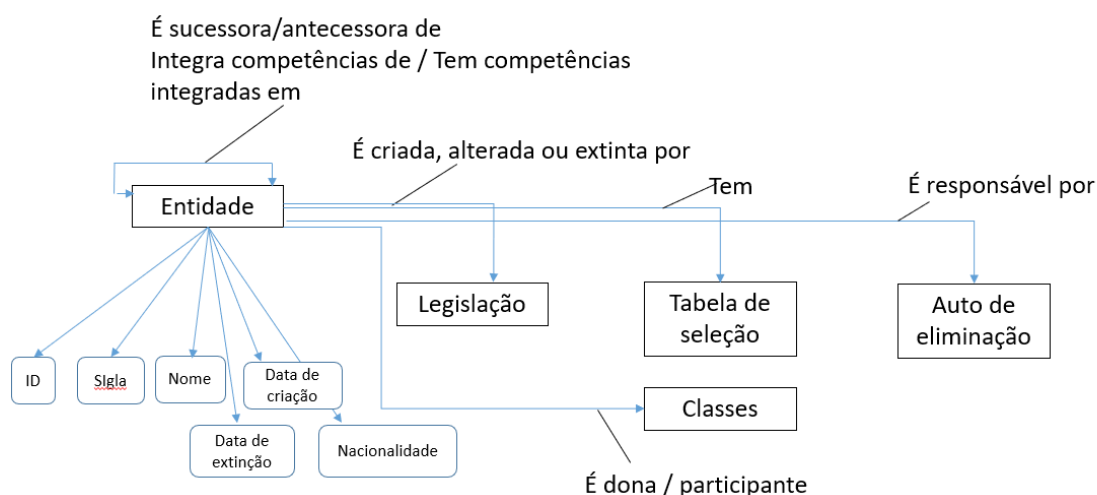 É sucessora/antecessora de
Integra competências de / Tem competências
integradas em
É criada, alterada ou extinta por
Tem
É responsável por
Entidade
Legislação
Tabela de
seleção
Auto de
eliminação
ID
SIgla
Nome
Data de
criação
Classes
Data de
extinção
Nacionalidade
É dona / participante